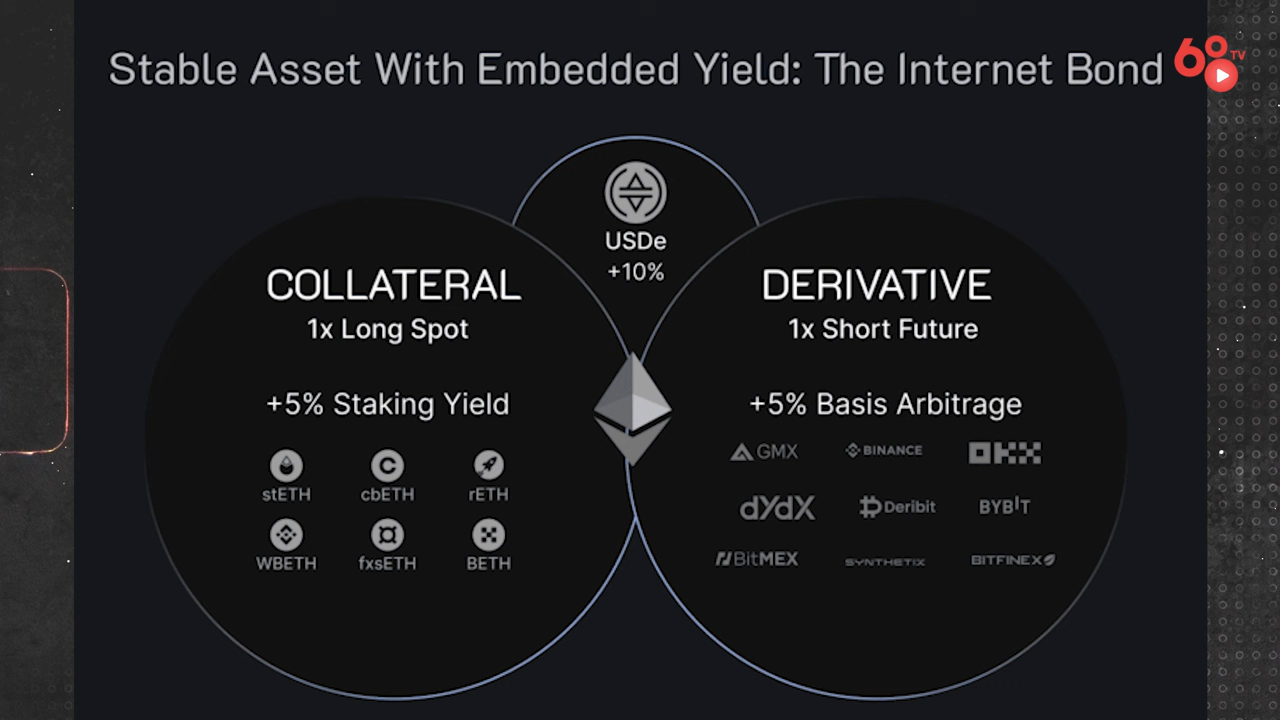 Stable Asset With Embedded Yield: The Internet Bond
60 TV
USDe
+10%
COLLATERAL
1x Long Spot
+5% Staking Yield
stETH cbETH rETH
WBETH fxsETH BETH
DERIVATIVE
1x Short Future
+5% Basis Arbitrage
GMX BINANCE OKX
dYdX Deribit BYBIT
BitMEX SYNTHETIX BITFINEX